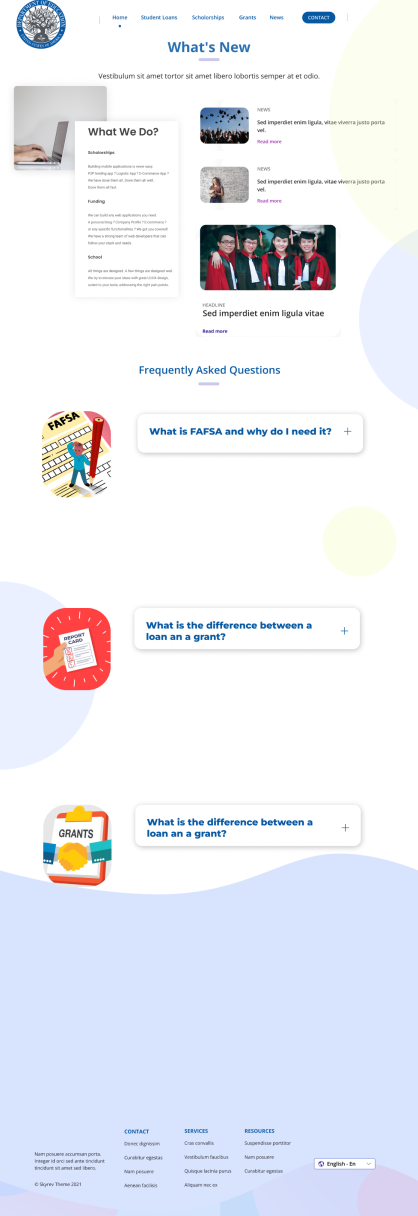 Home Student Loans Scholarships Grants News CONTACT
What's New
Vestibulum sit amet tortor sit amet libero lobortis semper at et odio.
What We Do?
Scholarships
Building mobile applications is never easy.
P2P lending app ? Logistic App ? E-Commerce App ?
We have done them all. Done them all well.
Done them all fast.
Funding
We can build any web applications you need.
A personal blog ? Company Profile ? E-commerce ?
or any specific functionalities ? We got you covered!
We have a strong team of web developers that can
follow your needs and needs
School
All things are designed. A few things are designed well.
We try to elevate your ideas with great UI/UX design,
suited to your taste, addressing the right pain points.
NEWS
Sed imperdiet enim ligula, vitae viverra justo porta
vel.
Read more
NEWS
Sed imperdiet enim ligula, vitae viverra justo porta
vel.
Read more
HEADLINE
Sed imperdiet enim ligula vitae
Read more
Frequently Asked Questions
FAFSA
What is FAFSA and why do I need it?
REPORT
CARD
What is the difference between a
loan an a grant?
GRANTS
What is the difference between a
loan an a grant?
Nam posuere accumsan porta.
Integer id orci sed ante tincidunt
tincidunt sit amet sed libero.
© Skyrev Theme 2021
CONTACT
Donec dignissim
Curabitur egestas
Nam posuere
Aenean facilisis
SERVICES
Cras convallis
Vestibulum faucibus
Quisque lacinia purus
Aliquam nec ex
RESOURCES
Suspendisse porttitor
Nam posuere
Curabitur egestas
English - En